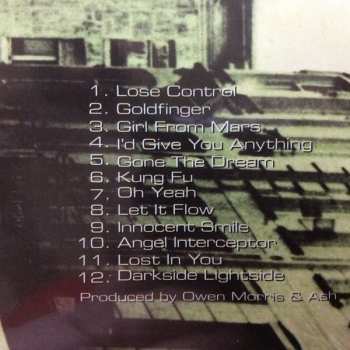 1. Lose Control
2. Goldfinger
3. Girl From Mars
4. I'd Give You Anything
5. Gone The Dream
6. Kung Fu
7. Oh Yeah
8. Let It Flow
9. Innocent Smile
10. Angel Interceptor
11. Lost In You
12. Darkside Lightside
Produced by Owen Morris & Ash